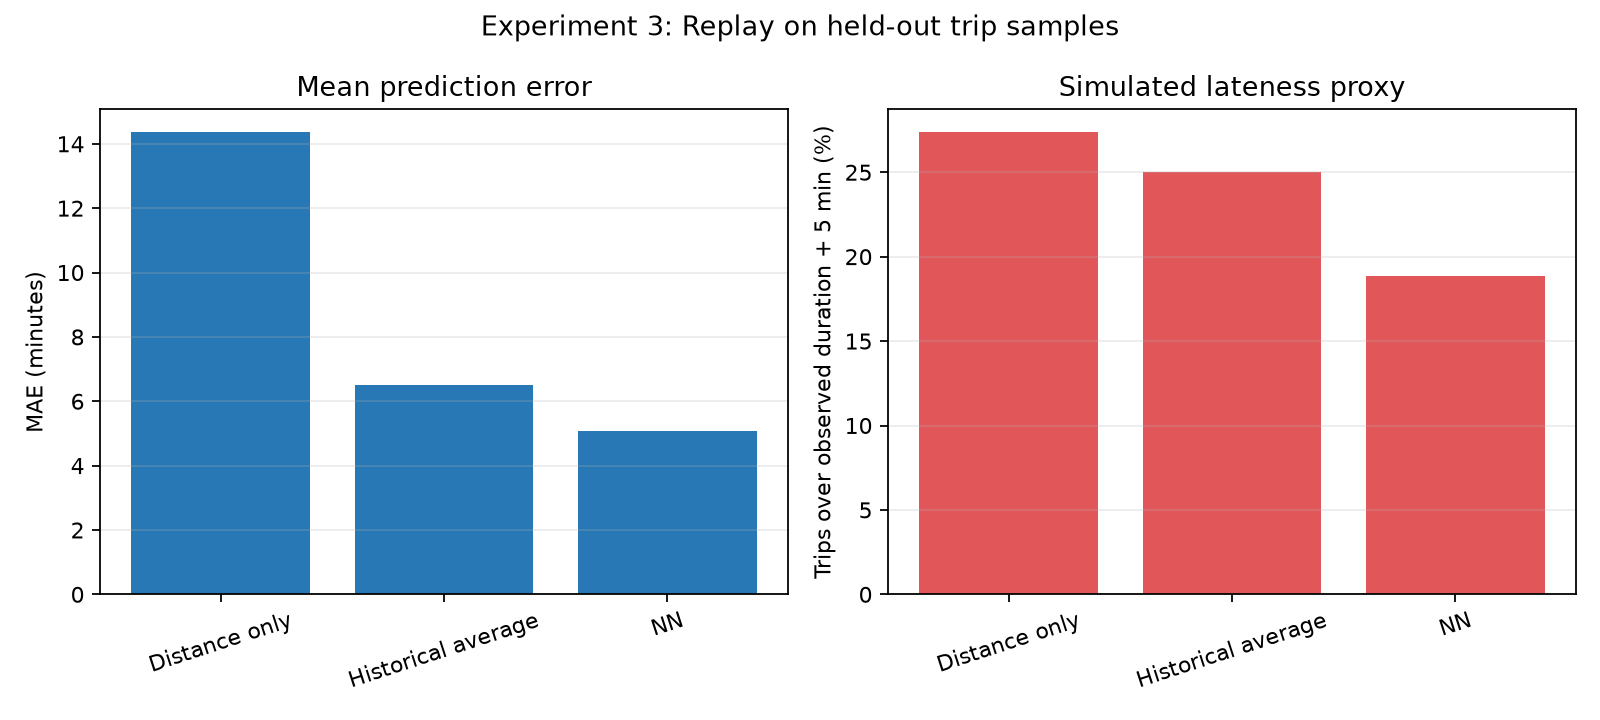 Experiment 3: Replay on held-out trip samples
Mean prediction error
MAE (minutes)
14
12
10
8
6
4
2
0
Distance only
Historical average
NN
Simulated lateness proxy
Trips over observed duration + 5 min (%)
25
20
15
10
5
0
Distance only
Historical average
NN